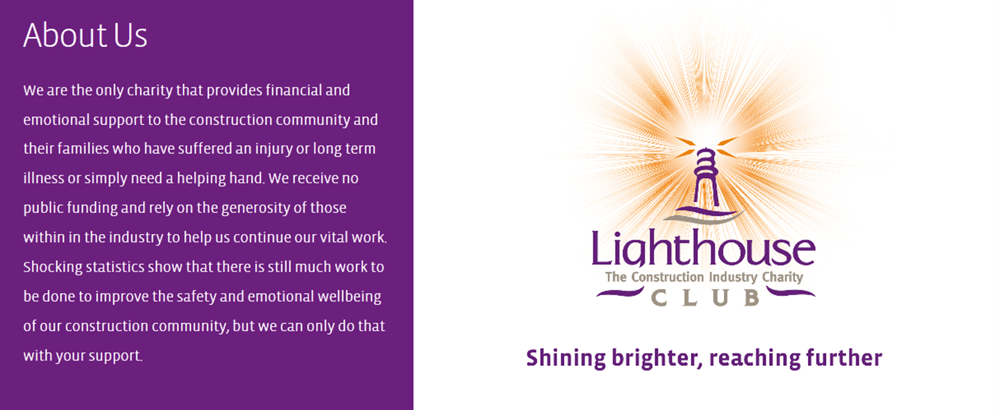 About Us
We are the only charity that provides financial and
emotional support to the construction community and
their families who have suffered an injury or long term
illness or simply need a helping hand. We receive no
public funding and rely on the generosity of those
within in the industry to help us continue our vital work.
Shocking statistics show that there is still much work to
be done to improve the safety and emotional wellbeing
of our construction community, but we can only do that
with your support.
Lighthouse
The Construction Industry Charity
CLUB
Shining brighter, reaching further